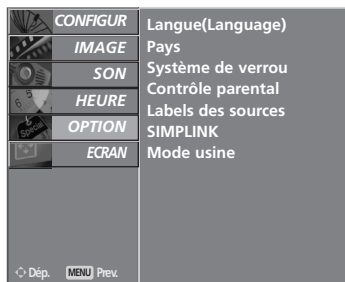 CONFIGUR
IMAGE
SON
HEURE
OPTION
ECRAN
Langue(Language)
Pays
Système de verrou
Contrôle parental
Labels des sources
SIMPLINK
Mode usine
Special
Dép. MENU Prev.